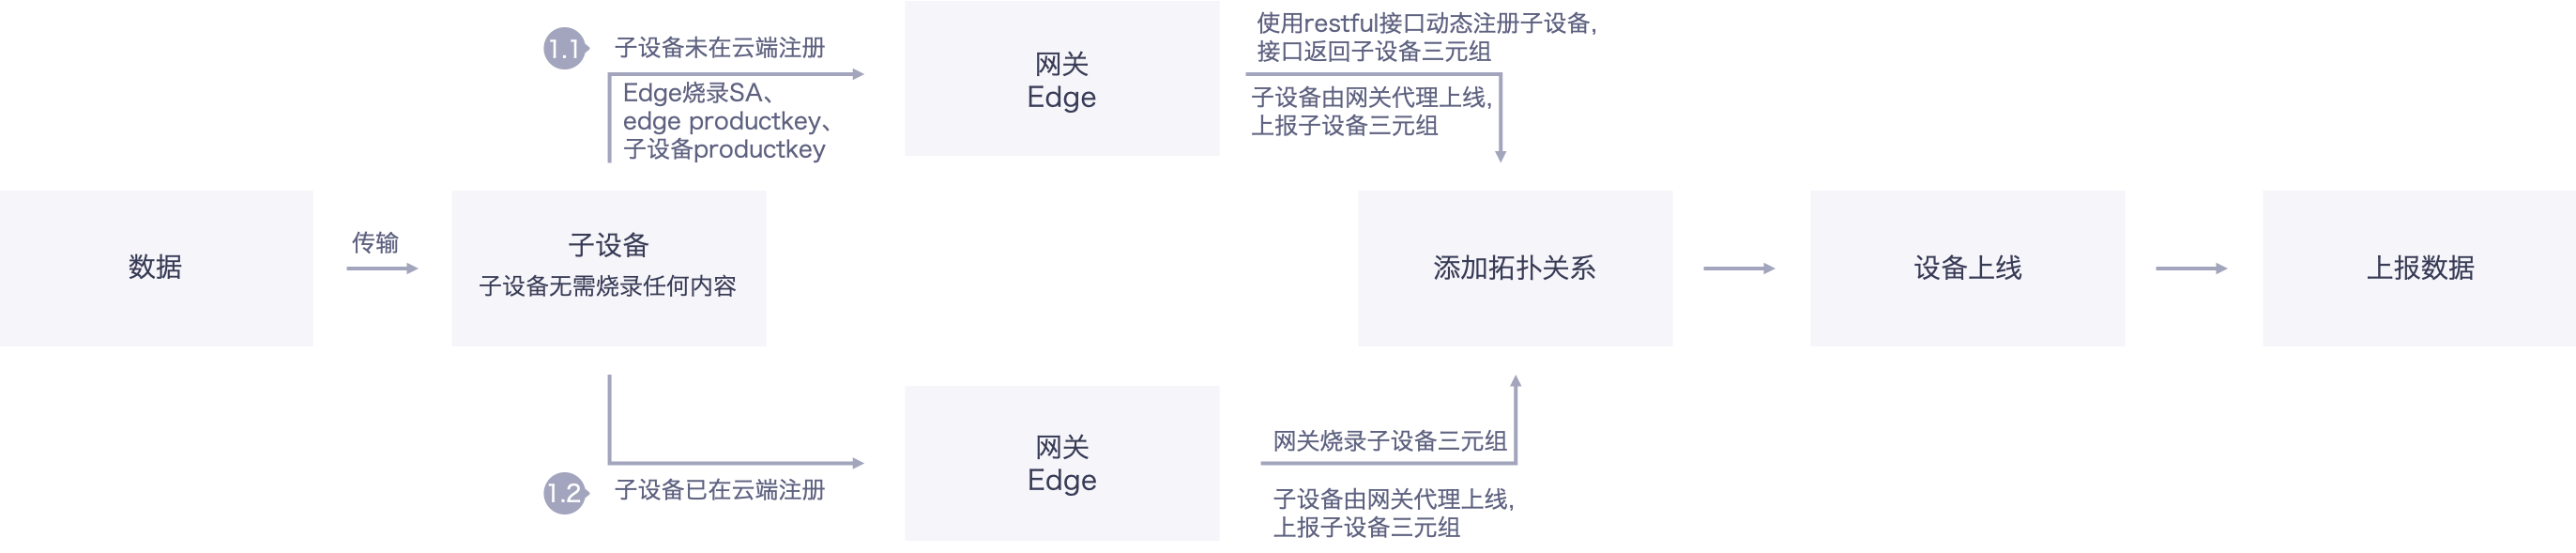 数据
传输
子设备
子设备无需烧录任何内容
1.1
子设备未在云端注册
Edge烧录SA、
edge productkey、
子设备productkey
网关
Edge
使用restful接口动态注册子设备,
接口返回子设备三元组
子设备由网关代理上线,
上报子设备三元组
1.2
子设备已在云端注册
网关
Edge
网关烧录子设备三元组
子设备由网关代理上线,
上报子设备三元组
添加拓扑关系
设备上线
上报数据